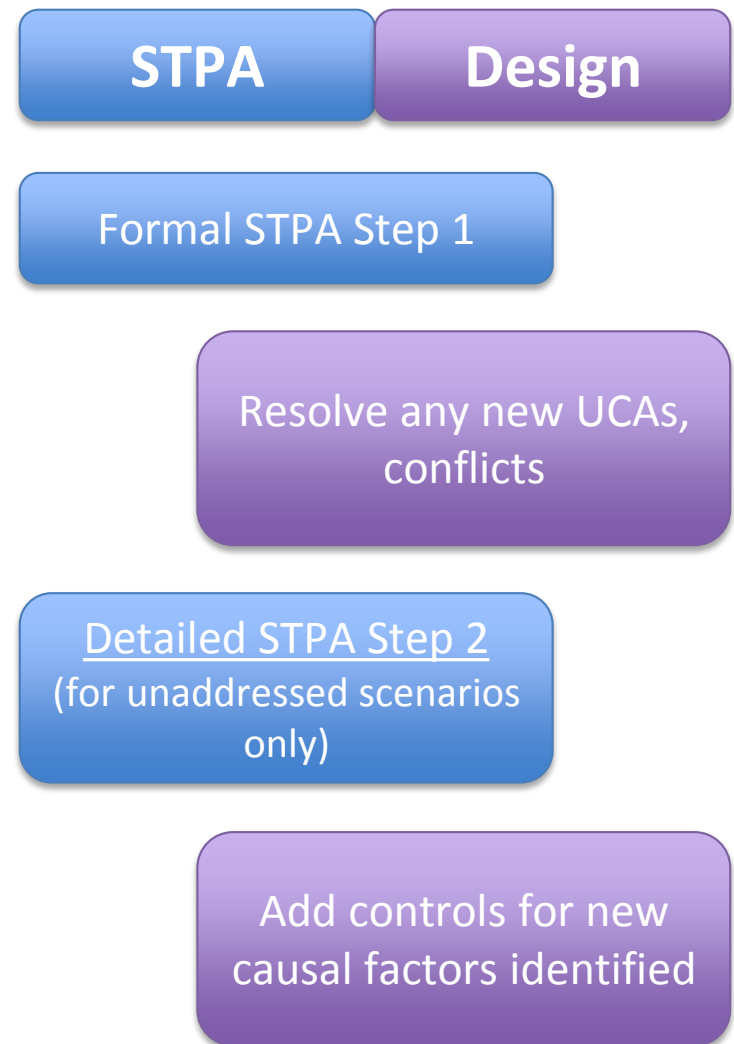 STPA
Design
Formal STPA Step 1
Resolve any new UCAs,
conflicts
Detailed STPA Step 2
(for unaddressed scenarios
only)
Add controls for new
causal factors identified